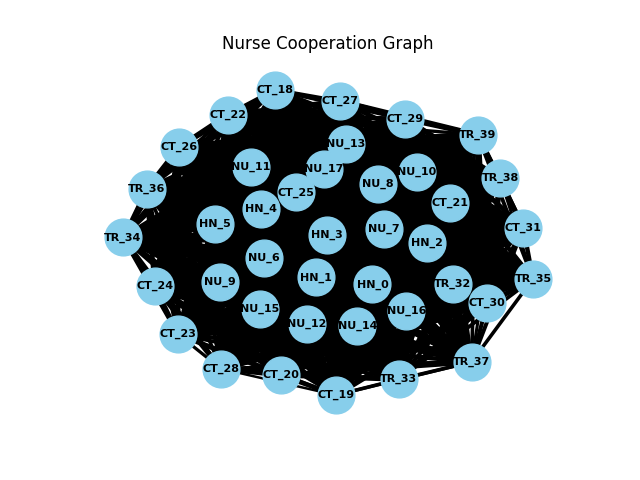 Nurse Cooperation Graph
CT_18
CT_27
CT_22
CT_29
TR_39
NU_13
CT_26
NU_11
NU_17
NU_10
TR_38
NU_8
TR_36
CT_25
CT_21
HN_4
HN_5
CT_31
NU_7
TR_34
HN_3
HN_2
NU_6
HN_1
TR_35
NU_9
HN_0
TR_32
CT_24
CT_30
NU_15
NU_16
NU_12
NU_14
CT_23
TR_37
CT_28
CT_20
TR_33
CT_19